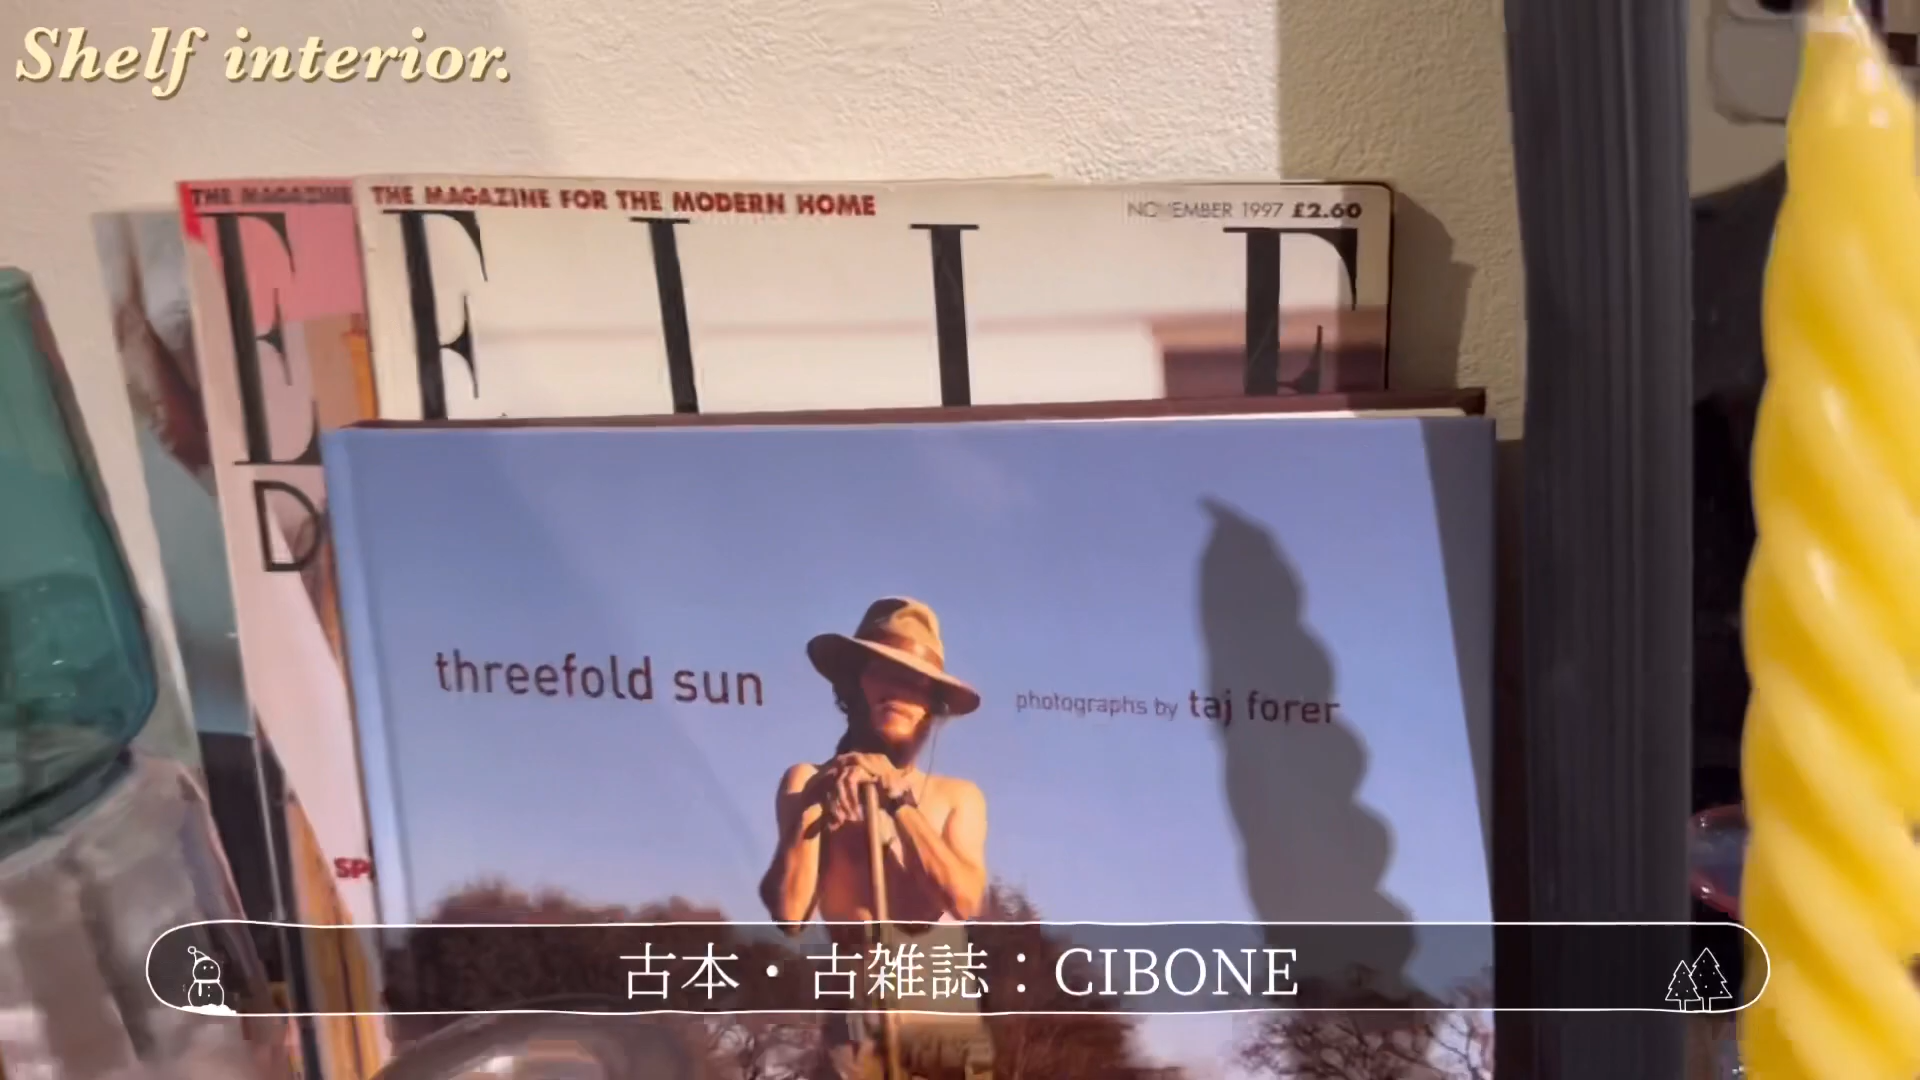 Shelf interior.
THE MAGAZINE
THE MAGAZINE FOR THE MODERN HOME
NOVEMBER 1997 £2.60
E
ELLE
D
threefold sun
photographs by taj forer
SP
古本・古雑誌：CIBONE